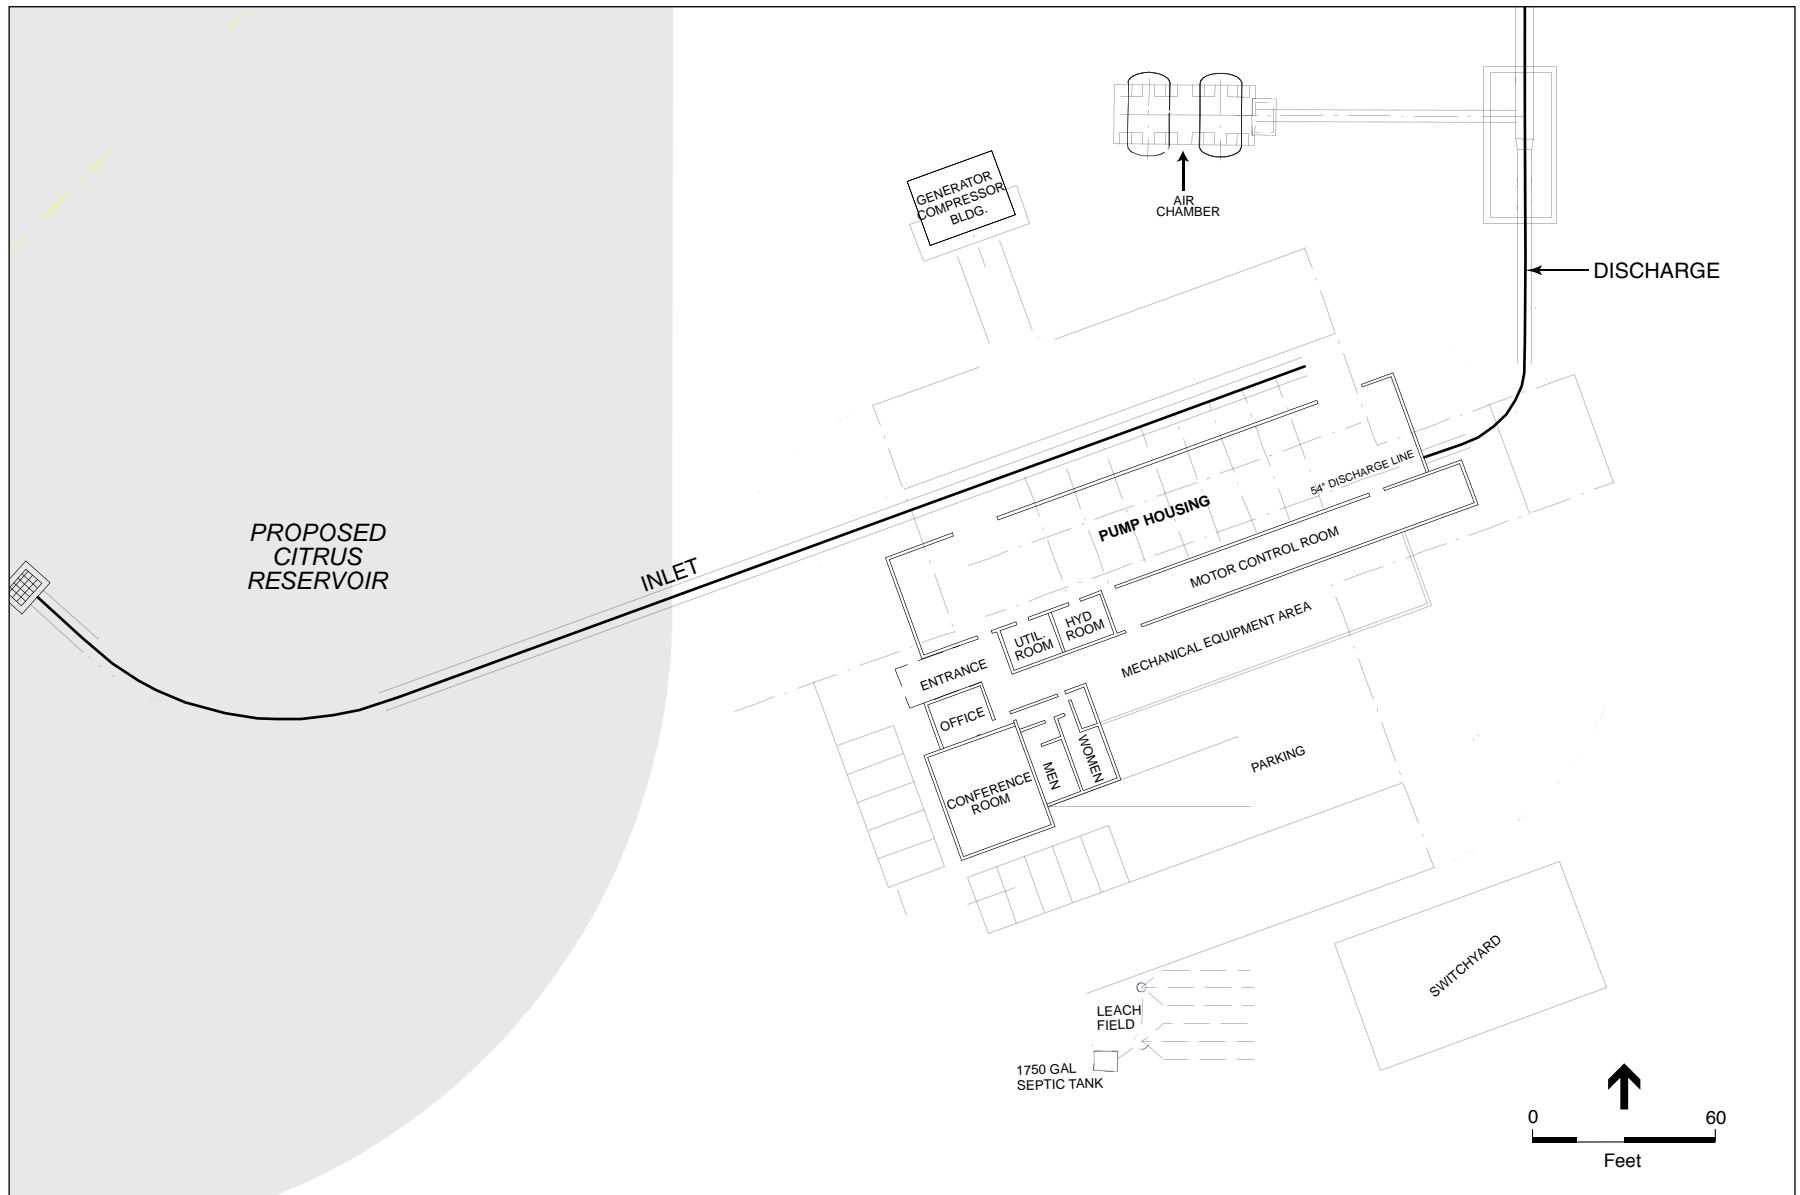 GENERATOR
COMPRESSOR
BLDG.
AIR
CHAMBER
DISCHARGE
54" DISCHARGE LINE
PUMP HOUSING
PROPOSED
CITRUS
RESERVOIR
INLET
MOTOR CONTROL ROOM
HYD
ROOM
UTIL.
ROOM
MECHANICAL EQUIPMENT AREA
ENTRANCE
OFFICE
CONFERENCE
ROOM
MEN
WOMEN
PARKING
SWITCHYARD
LEACH
FIELD
1750 GAL
SEPTIC TANK
0 60
Feet